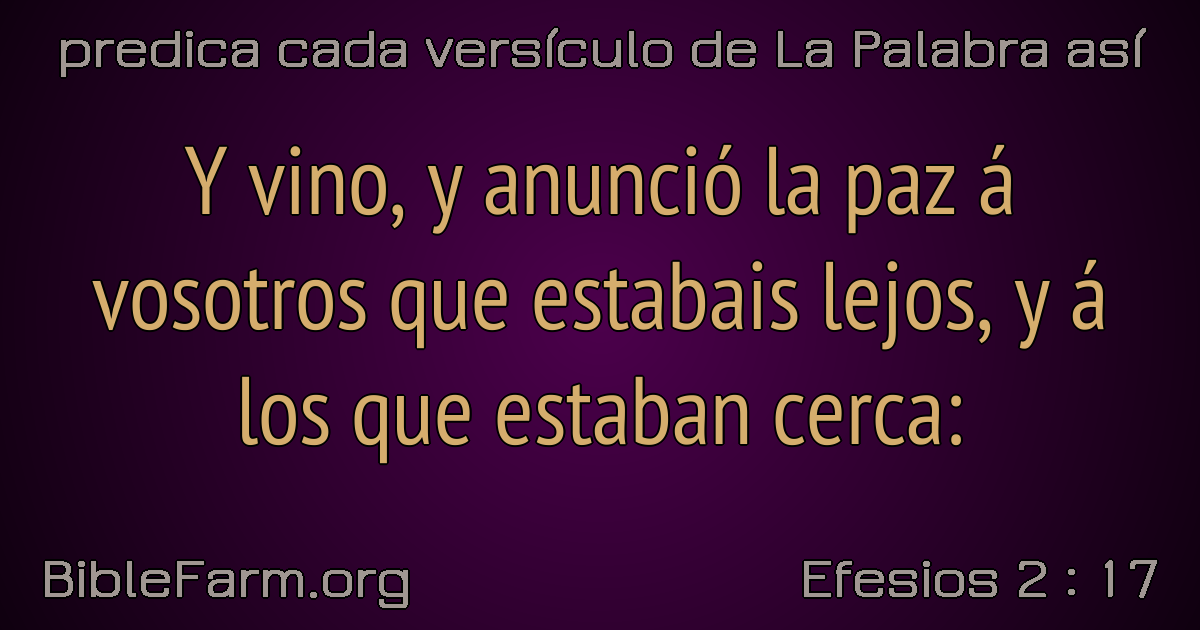 predica cada versículo de La Palabra así
Y vino, y anunció la paz á
vosotros que estabais lejos, y á
los que estaban cerca:
BibleFarm.org
Efesios 2 : 17